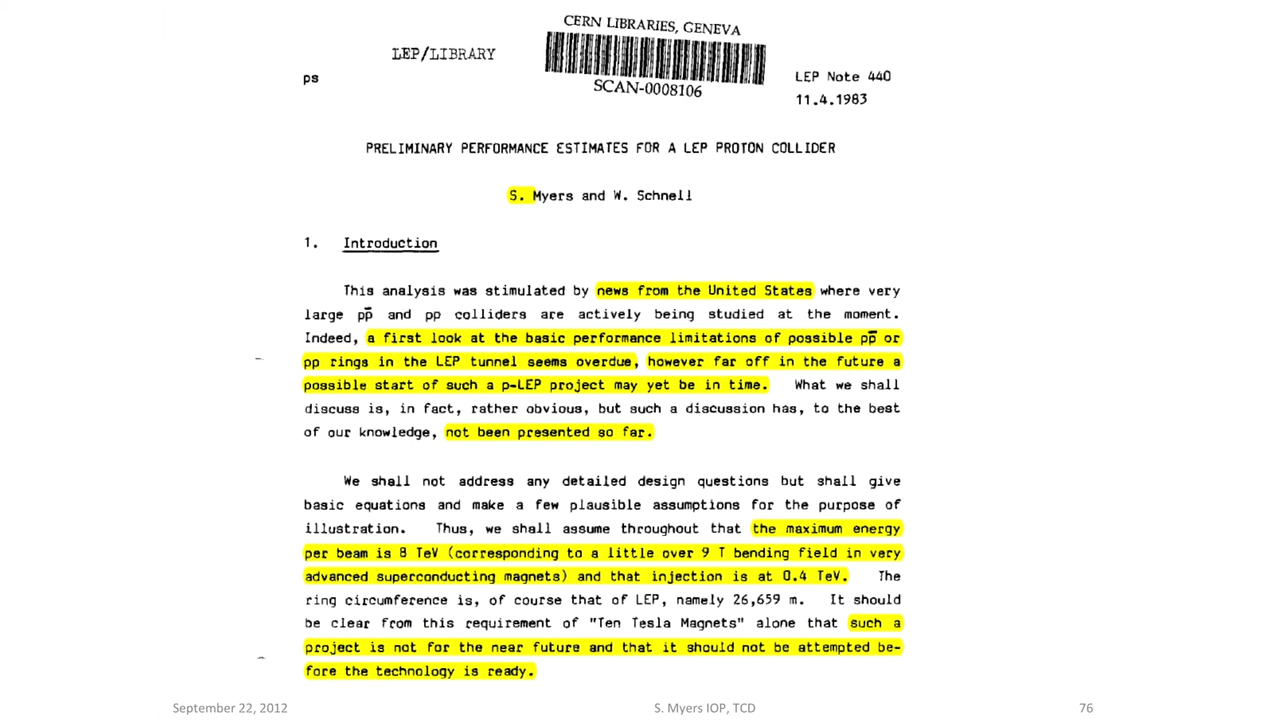 CERN LIBRARIES, GENEVA
LEP/LIBRARY
SCAN-0008106
ps
LEP Note 440
11.4.1983
PRELIMINARY PERFORMANCE ESTIMATES FOR A LEP PROTON COLLIDER
S. Myers and W. Schnell
1. Introduction
This analysis was stimulated by news from the United States where very
large pp̄ and pp colliders are actively being studied at the moment.
Indeed, a first look at the basic performance limitations of possible pp̄ or
pp rings in the LEP tunnel seems overdue, however far off in the future a
possible start of such a p-LEP project may yet be in time. What we shall
discuss is, in fact, rather obvious, but such a discussion has, to the best
of our knowledge, not been presented so far.
We shall not address any detailed design questions but shall give
basic equations and make a few plausible assumptions for the purpose of
illustration. Thus, we shall assume throughout that the maximum energy
per beam is 8 TeV (corresponding to a little over 9 T bending field in very
advanced superconducting magnets) and that injection is at 0.4 TeV. The
ring circumference is, of course that of LEP, namely 26,659 m. It should
be clear from this requirement of "Ten Tesla Magnets" alone that such a
project is not for the near future and that it should not be attempted be-
fore the technology is ready.
September 22, 2012
S. Myers IOP, TCD
76